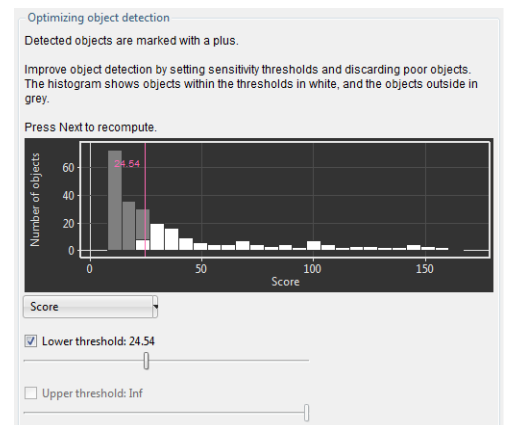 Optimizing object detection
Detected objects are marked with a plus.
Improve object detection by setting sensitivity thresholds and discarding poor objects.
The histogram shows objects within the thresholds in white, and the objects outside in
grey.
Press Next to recompute.
Number of objects
60
40
20
0
24.54
0
50
100
150
Score
Score
Lower threshold: 24.54
Upper threshold: Inf